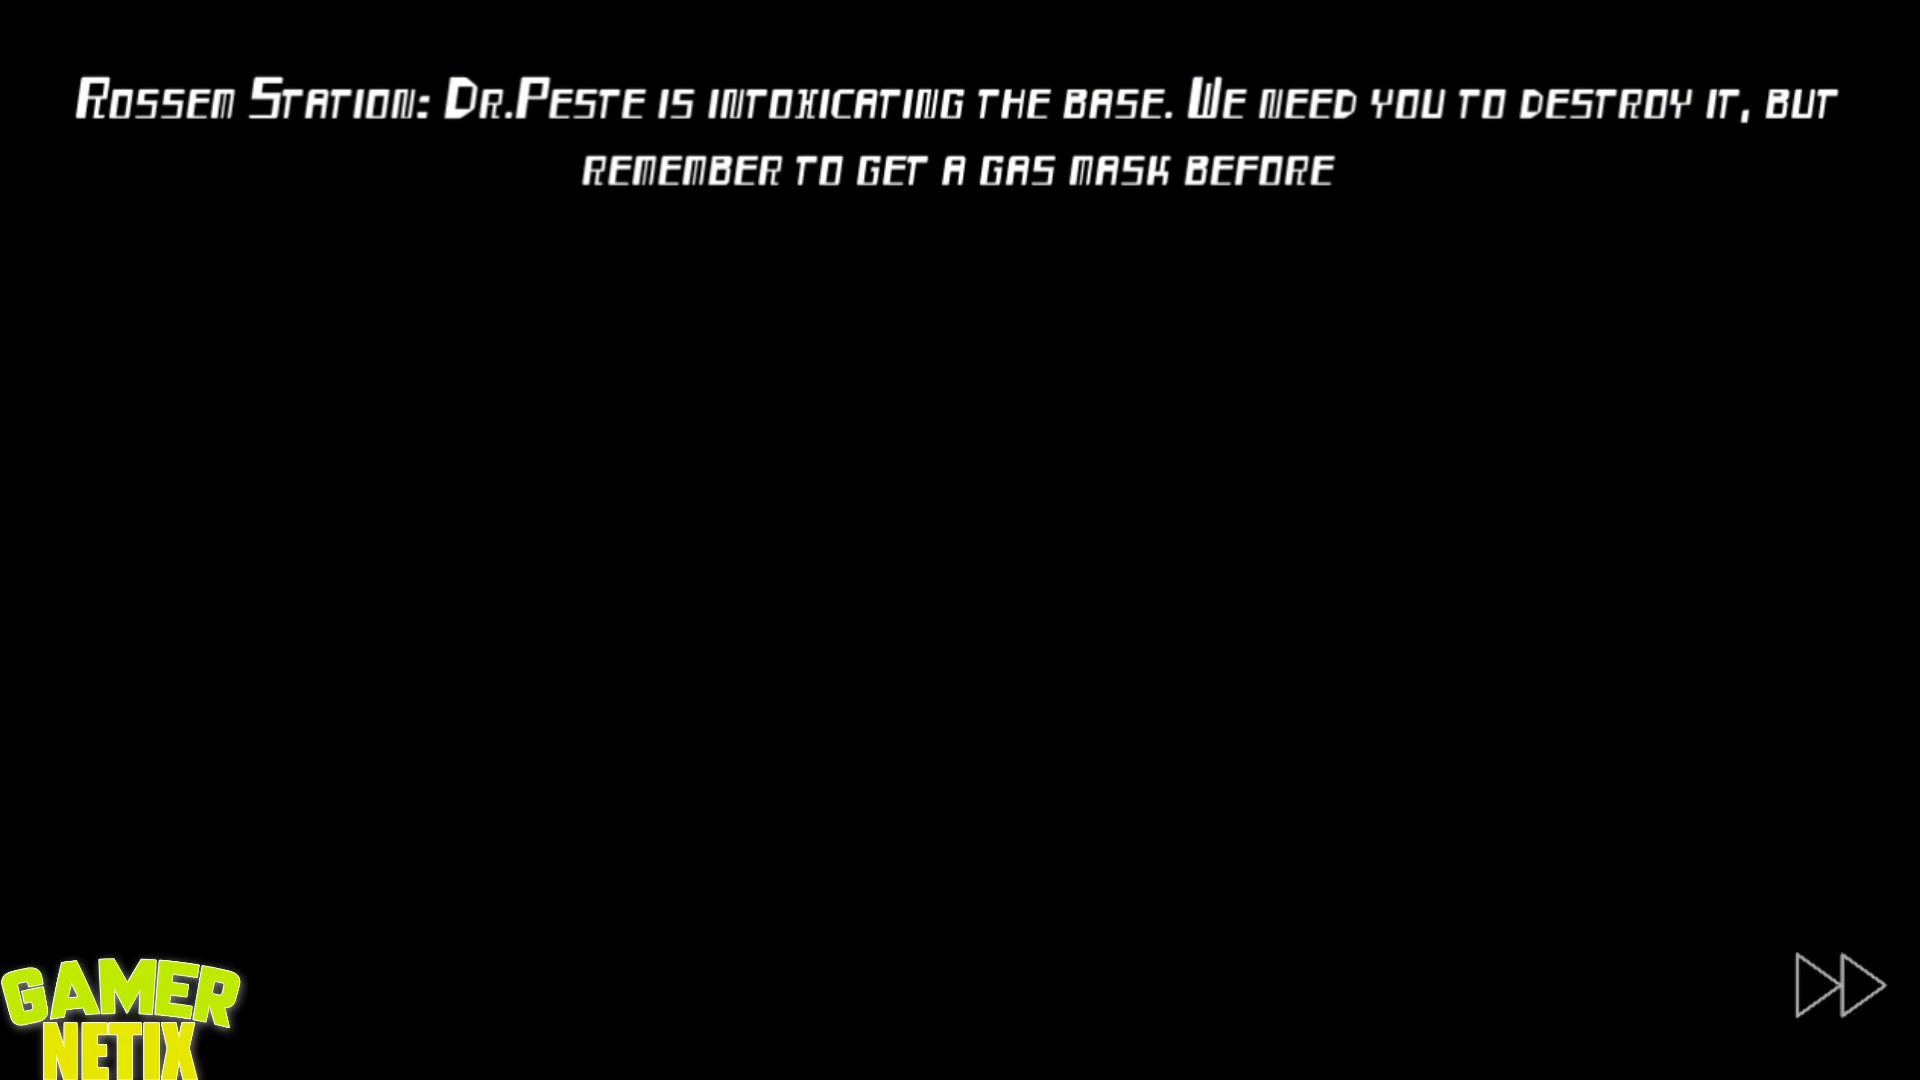 Rossem Station: Dr.Peste is intoxicating the base. We need you to destroy it, but
remember to get a gas mask before
GAMER
NETIX